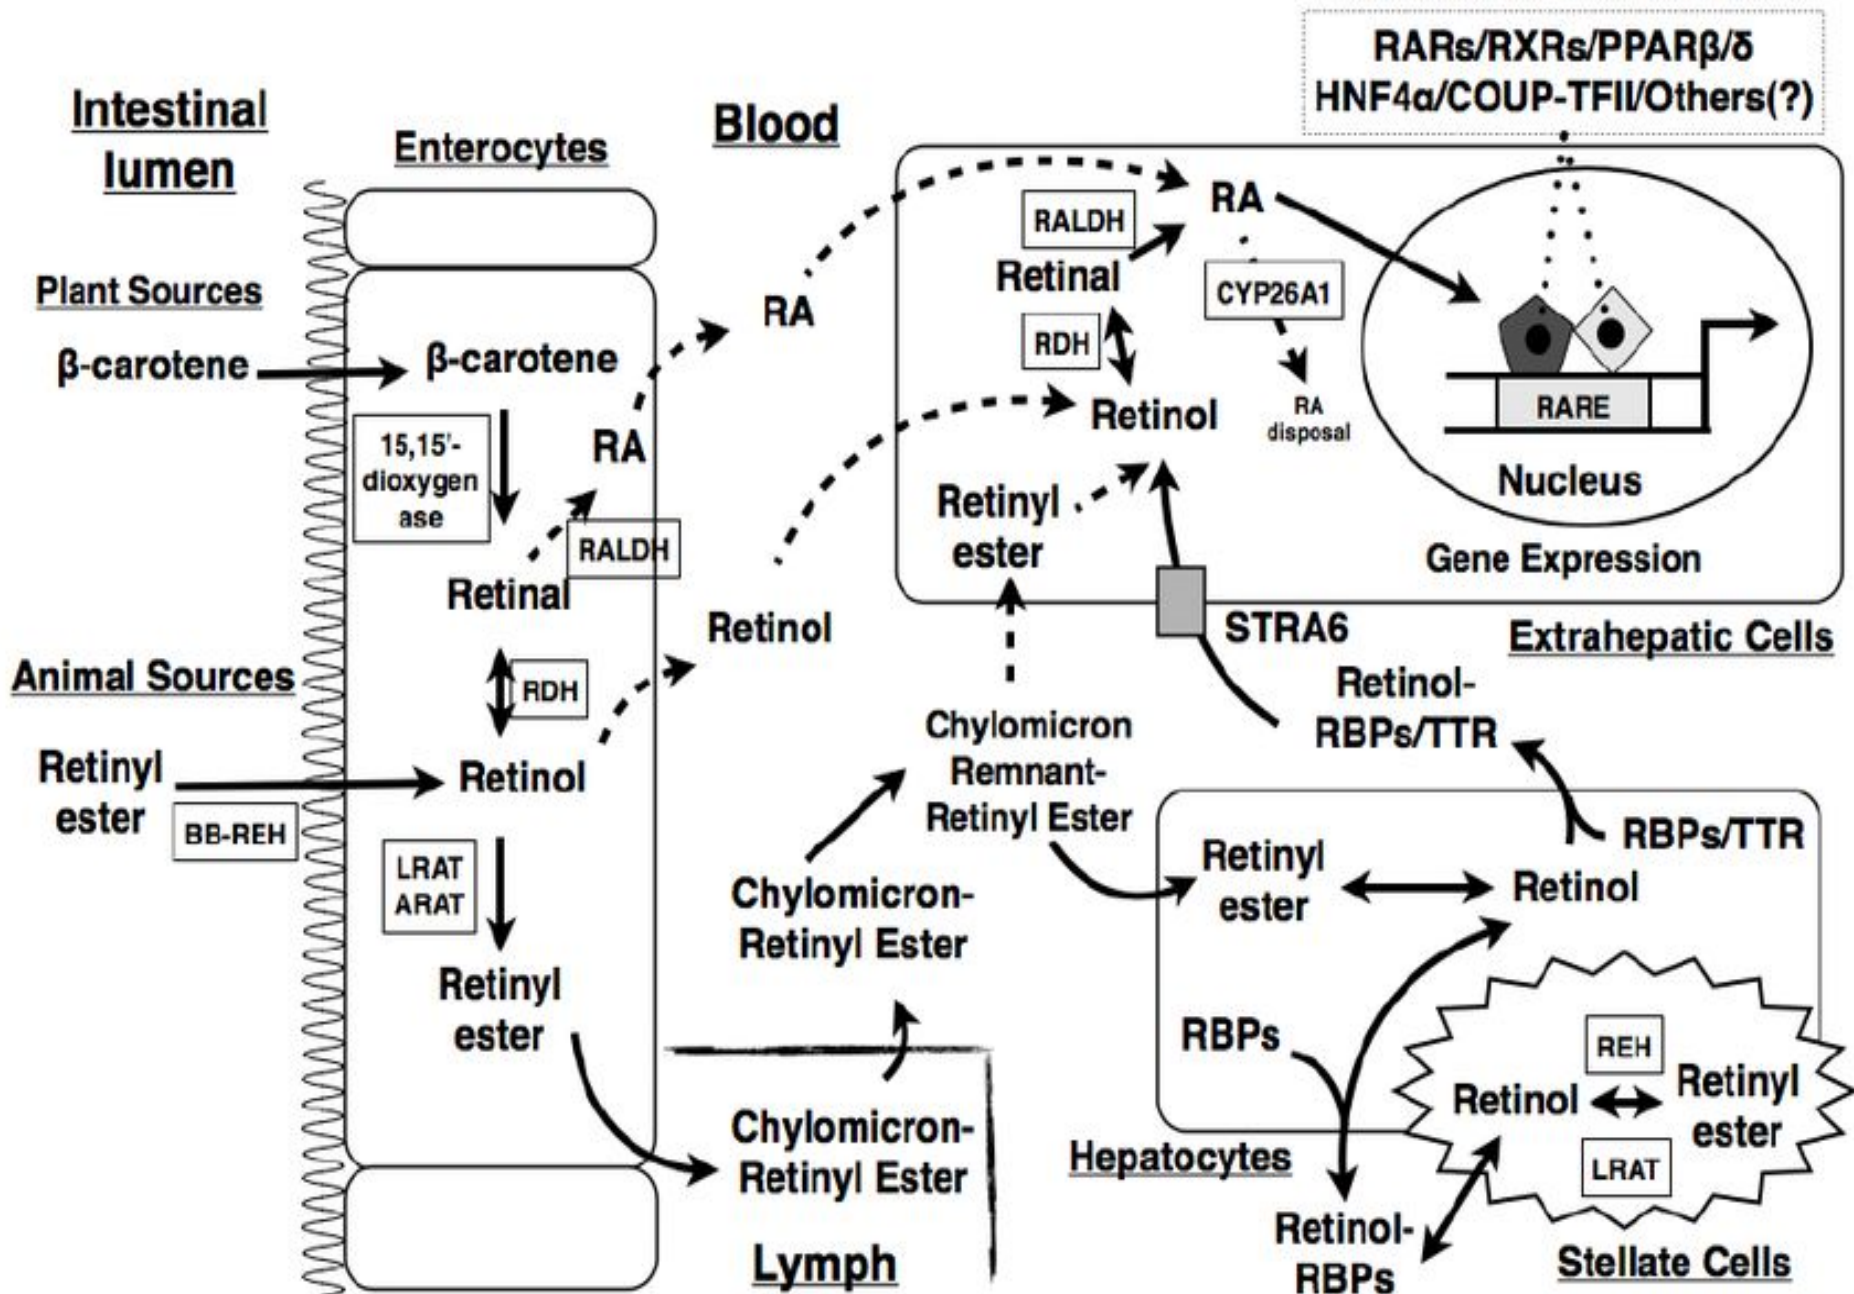 RARs/RXRs/PPARβ/δ
HNF4α/COUP-TFII/Others(?)
Intestinal
lumen
Enterocytes
Blood
Plant Sources
β-carotene
β-carotene
15,15'-
dioxygen
ase
RA
RALDH
Retinal
RDH
Animal Sources
Retinyl
ester
BB-REH
Retinol
LRAT
ARAT
Retinyl
ester
RA
Retinol
Chylomicron
Remnant-
Retinyl Ester
Chylomicron-
Retinyl Ester
Chylomicron-
Retinyl Ester
Lymph
RA
RALDH
Retinal
CYP26A1
RDH
Retinol
RA
disposal
Retinyl
ester
RARE
Nucleus
Gene Expression
STRA6
Extrahepatic Cells
Retinol-
RBPs/TTR
RBPs/TTR
Retinyl
ester
Retinol
RBPs
Hepatocytes
Retinol-
RBPs
REH
Retinol
Retinyl
ester
LRAT
Stellate Cells